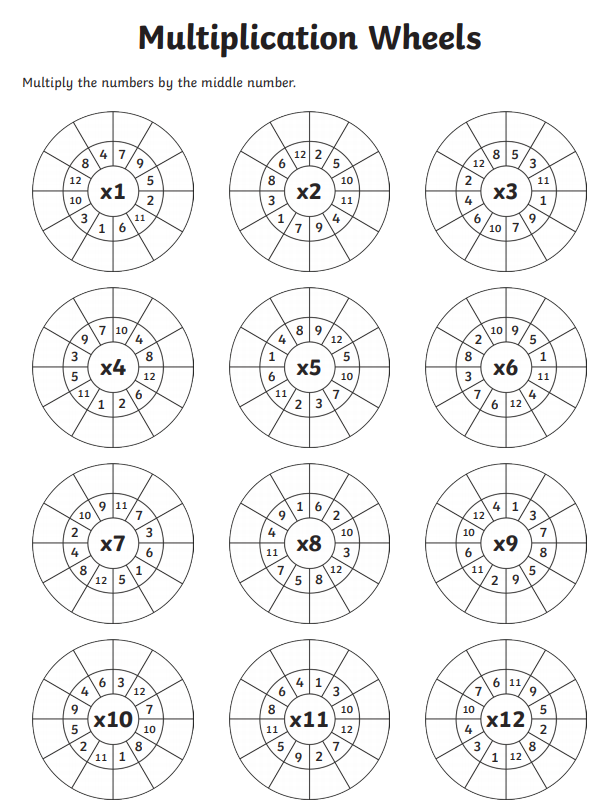 Multiplication Wheels
Multiply the numbers by the middle number.
x1
7 9 5 2 11 6 1 3 10 12 8 4
x2
2 5 10 11 4 9 7 1 3 8 6 12
x3
5 3 11 1 9 7 10 6 4 2 12 8
x4
10 4 8 12 6 2 1 11 5 3 9 7
x5
9 12 5 10 7 3 2 11 6 1 4 8
x6
9 5 1 11 4 12 6 7 3 8 2 10
x7
11 7 3 6 1 5 12 8 4 2 10 9
x8
6 2 10 3 12 8 5 7 11 4 9 1
x9
1 3 7 8 5 9 2 11 6 10 12 4
x10
3 12 7 10 8 1 11 2 5 9 4 6
x11
1 3 10 12 7 2 9 5 11 8 6 4
x12
11 9 5 2 8 12 1 3 4 10 7 6